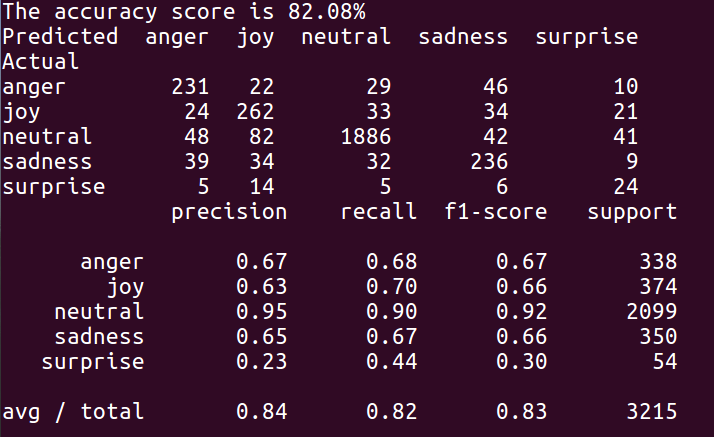 The accuracy score is 82.08%
Predicted anger joy neutral sadness surprise
Actual
anger 231 22 29 46 10
joy 24 262 33 34 21
neutral 48 82 1886 42 41
sadness 39 34 32 236 9
surprise 5 14 5 6 24
precision recall f1-score support
anger 0.67 0.68 0.67 338
joy 0.63 0.70 0.66 374
neutral 0.95 0.90 0.92 2099
sadness 0.65 0.67 0.66 350
surprise 0.23 0.44 0.30 54
avg / total 0.84 0.82 0.83 3215